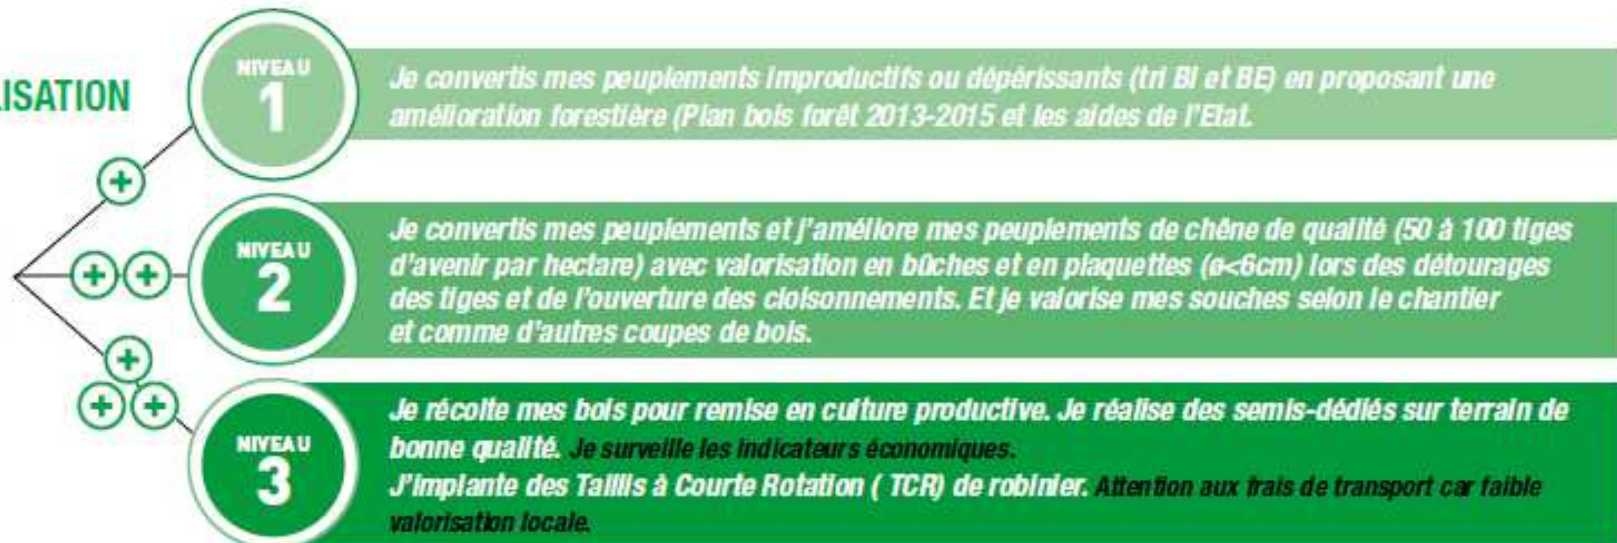 LISATION
NIVEAU
1
Je convertis mes peuplements improductifs ou dépérissants (tri BI et BE) en proposant une
amélioration forestière (Plan bois forêt 2013-2015 et les aides de l'Etat.
NIVEAU
2
Je convertis mes peuplements et j'améliore mes peuplements de chêne de qualité (50 à 100 tiges
d'avenir par hectare) avec valorisation en bûches et en plaquettes (ø<6cm) lors des détourages
des tiges et de l'ouverture des cloisonnements. Et je valorise mes souches selon le chantier
et comme d'autres coupes de bois.
NIVEAU
3
Je récolte mes bois pour remise en culture productive. Je réalise des semis-dédiés sur terrain de
bonne qualité. Je surveille les indicateurs économiques.
J'implante des Taillis à Courte Rotation ( TCR) de robinier. Attention aux frais de transport car faible
valorisation locale.